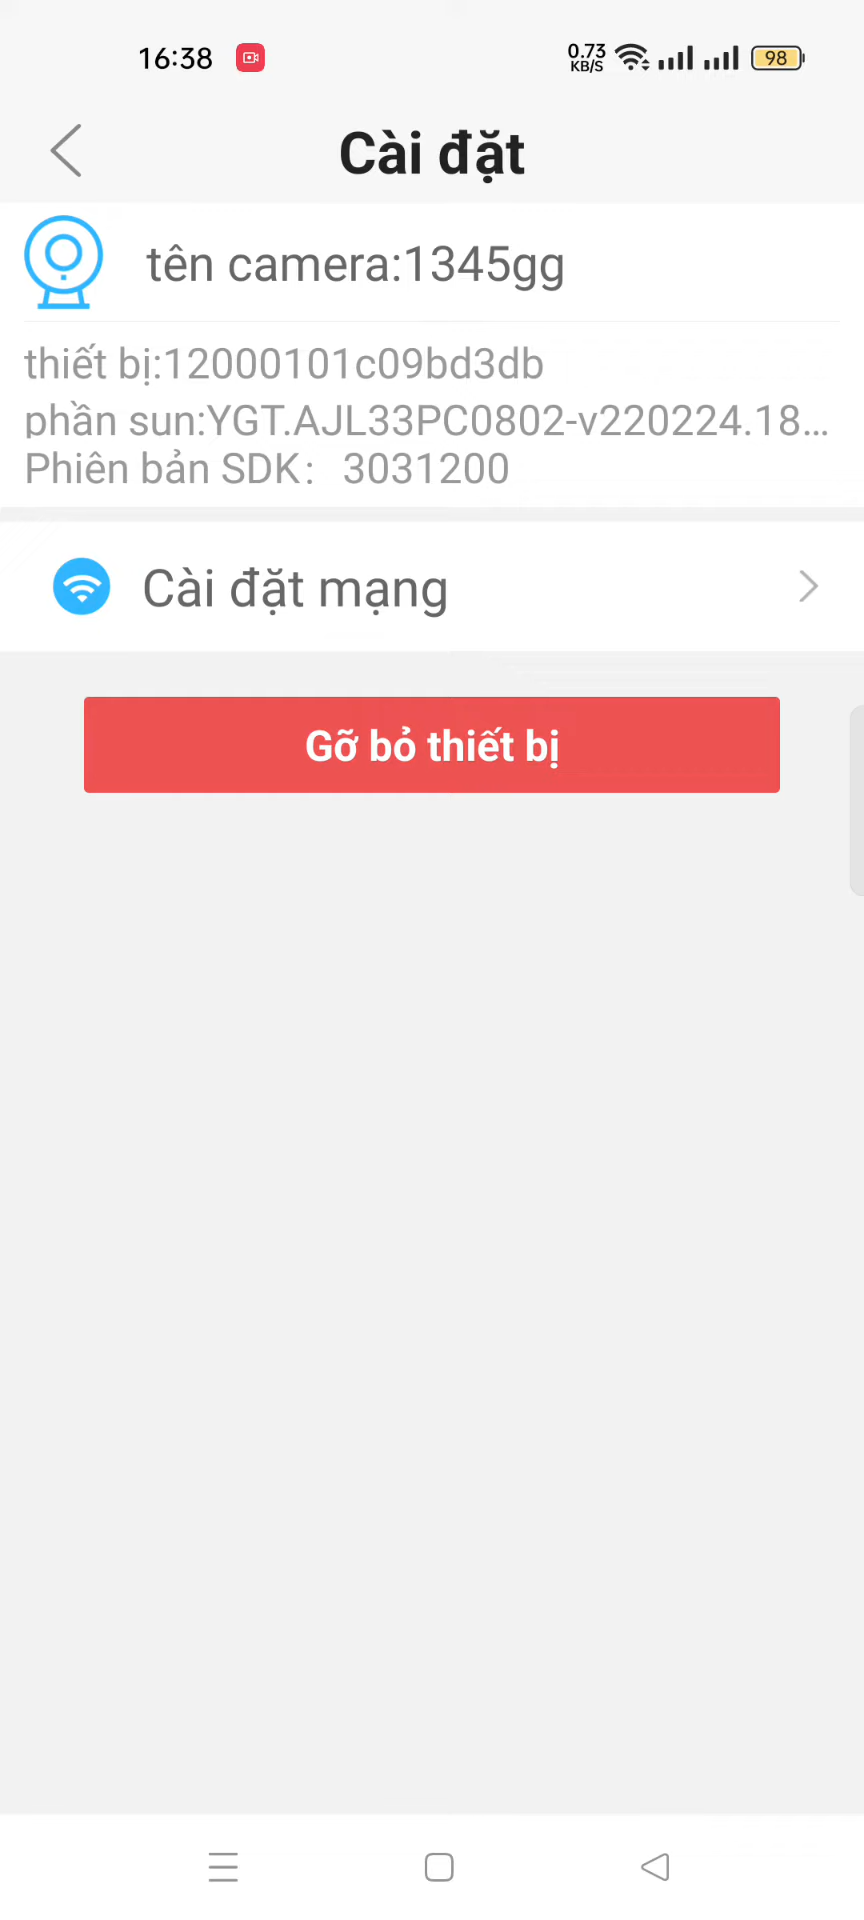 16:38
0.73
KB/S
98
Cài đặt
tên camera:1345gg
thiết bị:12000101c09bd3db
phần sun:YGT.AJL33PC0802-v220224.18...
Phiên bản SDK： 3031200
Cài đặt mạng
Gỡ bỏ thiết bị